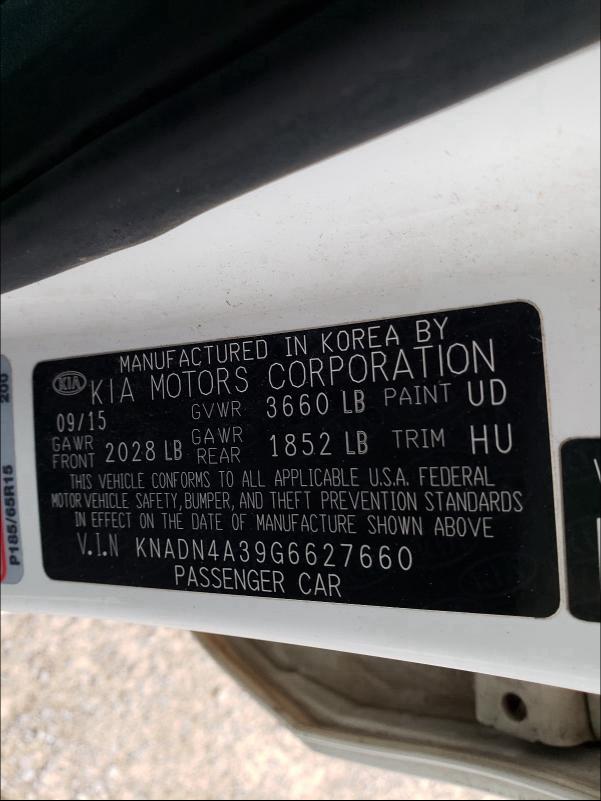 MANUFACTURED IN KOREA BY
KIA KIA MOTORS CORPORATION
09/15 GVWR 3660 LB PAINT UD
GAWR FRONT 2028 LB GAWR REAR 1852 LB TRIM HU
THIS VEHICLE CONFORMS TO ALL APPLICABLE U.S.A. FEDERAL
MOTOR VEHICLE SAFETY, BUMPER, AND THEFT PREVENTION STANDARDS
IN EFFECT ON THE DATE OF MANUFACTURE SHOWN ABOVE
V.I.N KNADN4A39G6627660
PASSENGER CAR
P185/65R15
200